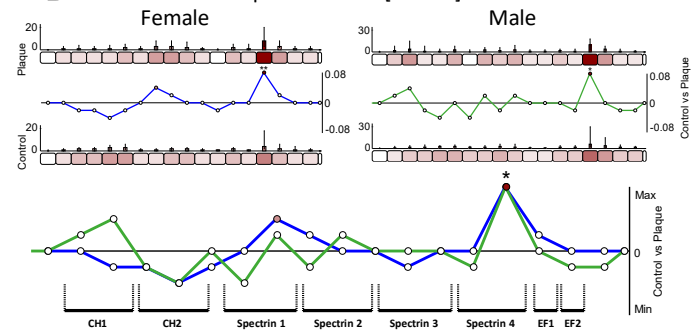 Female
Male
20
0
Plaque
30
0
**
*
0.08
0
-0.08
0.08
0
-0.08
Control vs Plaque
20
0
Control
30
0
*
Max
0
Min
Control vs Plaque
CH1
CH2
Spectrin 1
Spectrin 2
Spectrin 3
Spectrin 4
EF1
EF2